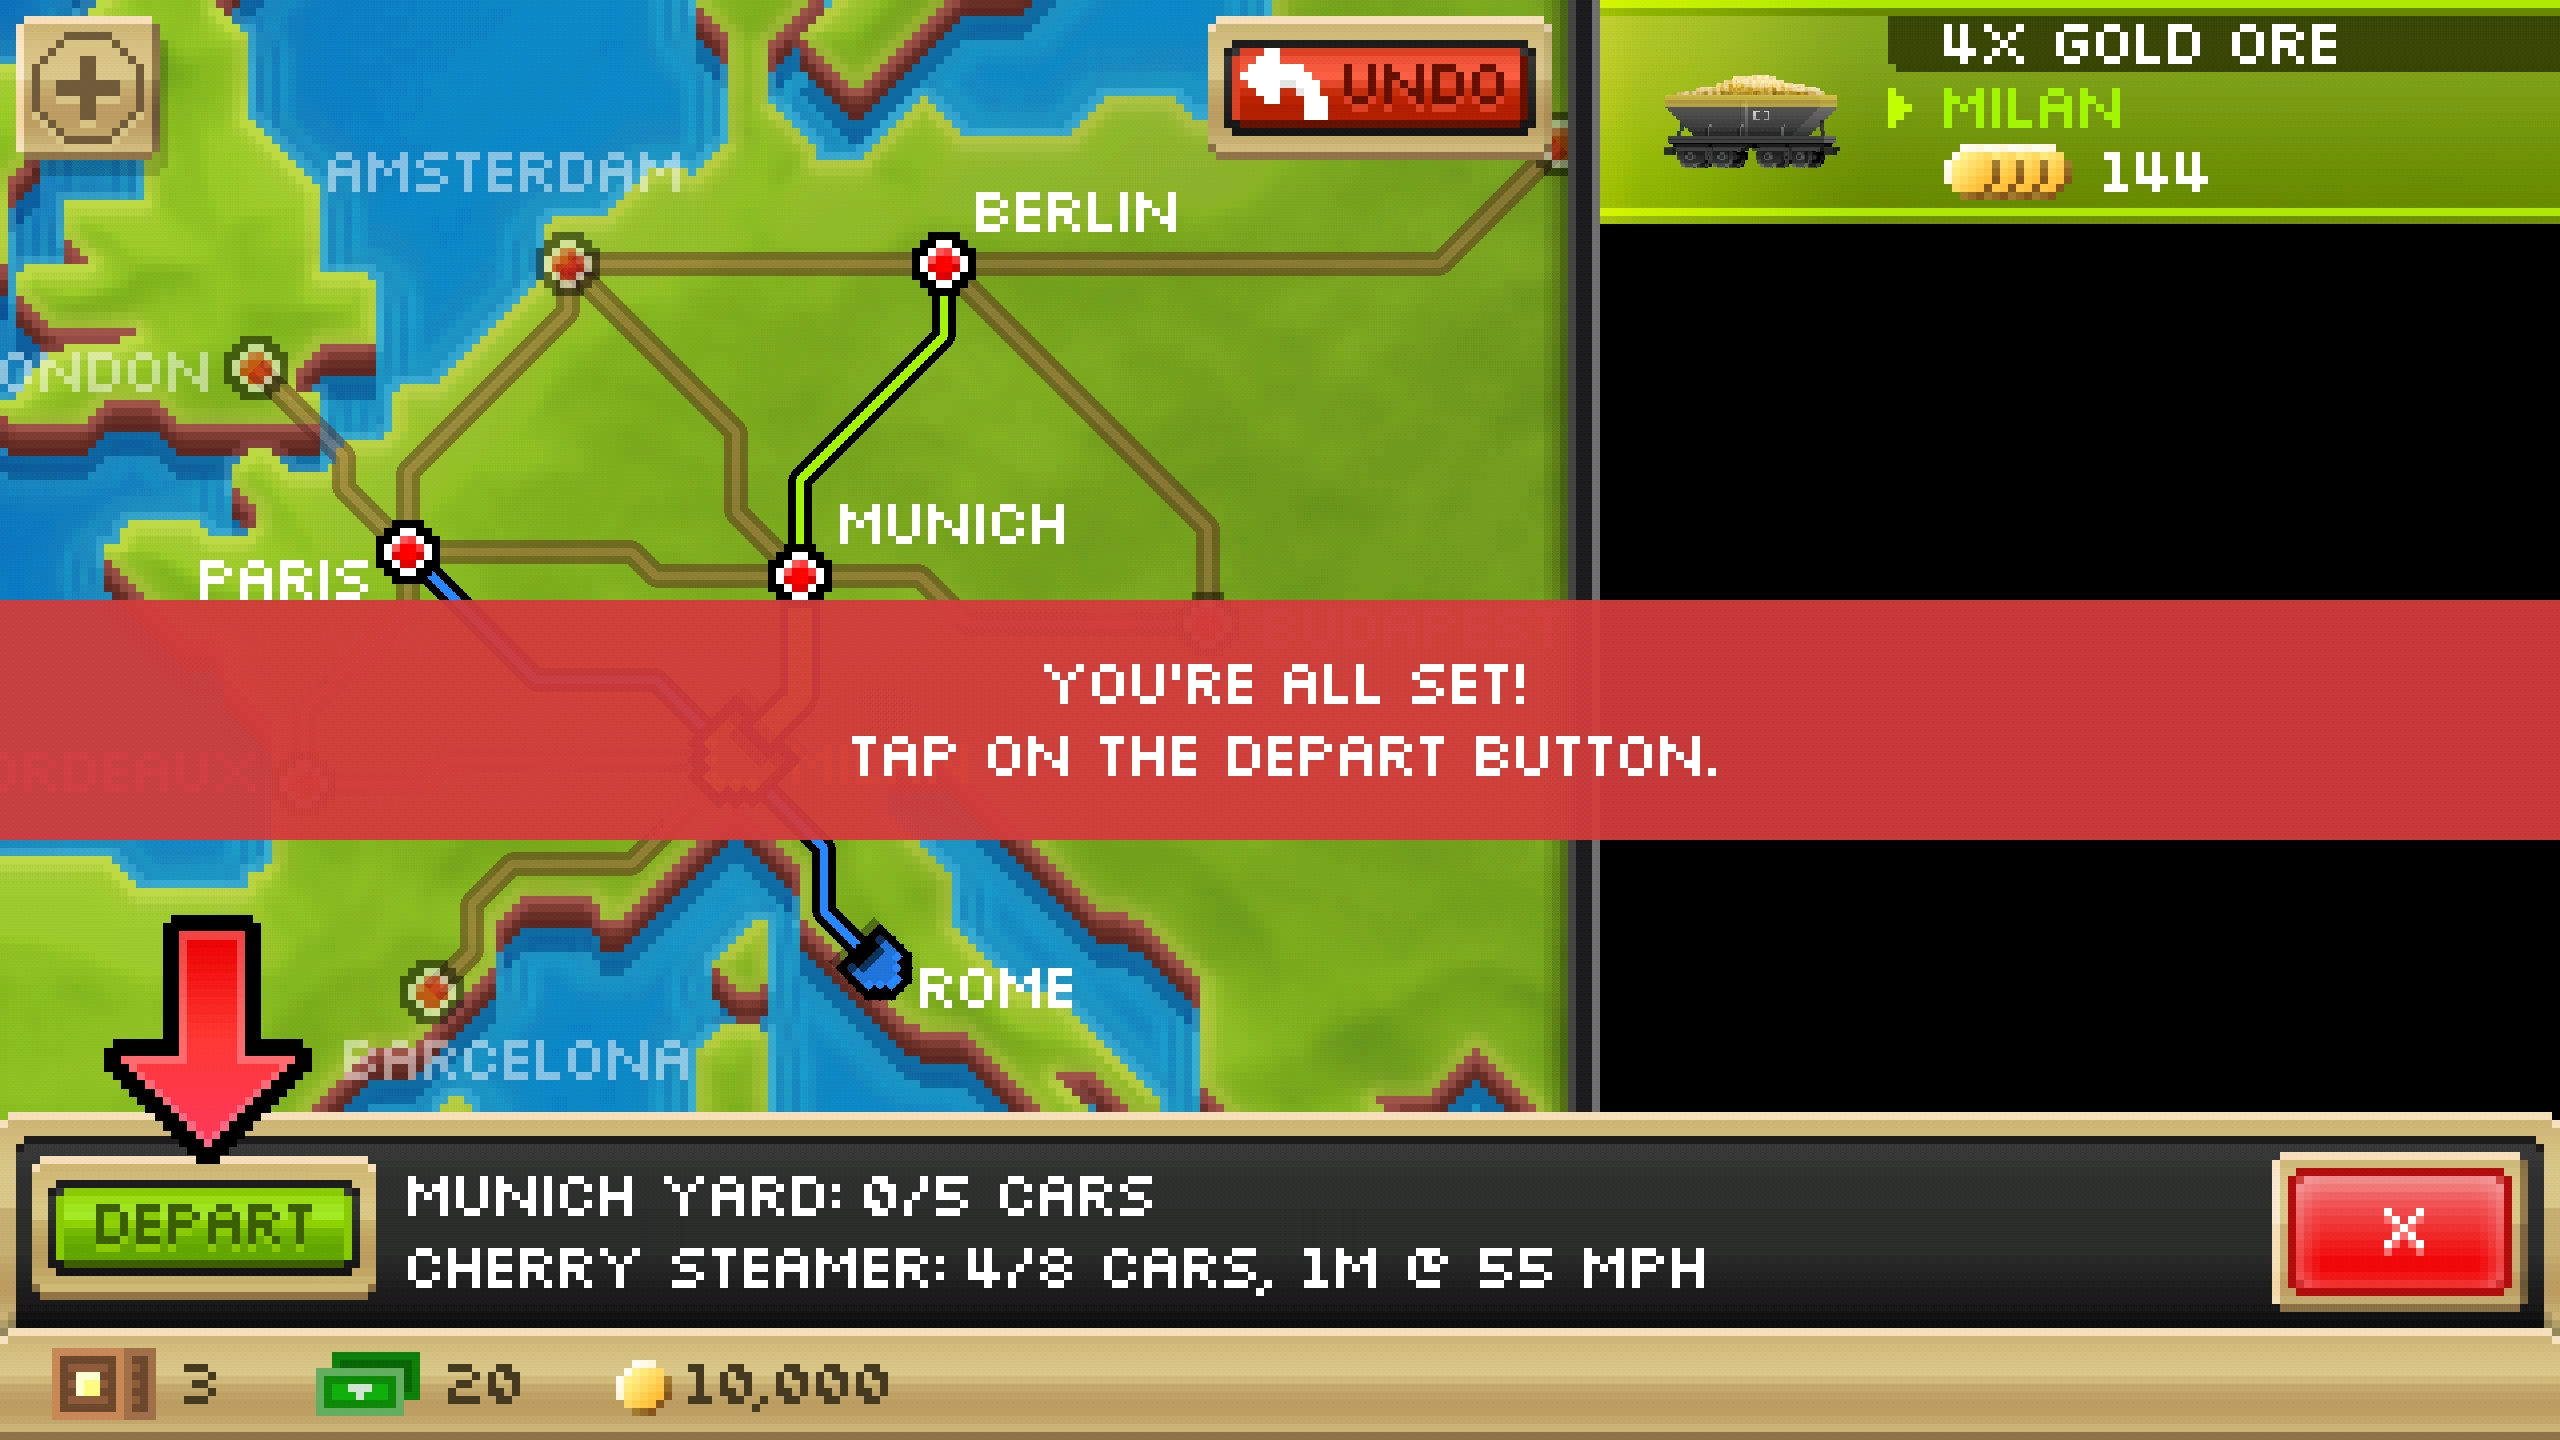 UNDO
4X GOLD ORE
MILAN
144
AMSTERDAM
BERLIN
ONDON
MUNICH
PARIS
BUDAPEST
YOU'RE ALL SET!
TAP ON THE DEPART BUTTON.
ORDEAUX
ROME
BARCELONA
DEPART
MUNICH YARD: 0/5 CARS
CHERRY STEAMER: 4/8 CARS, 1M @ 55 MPH
X
3
20
10,000